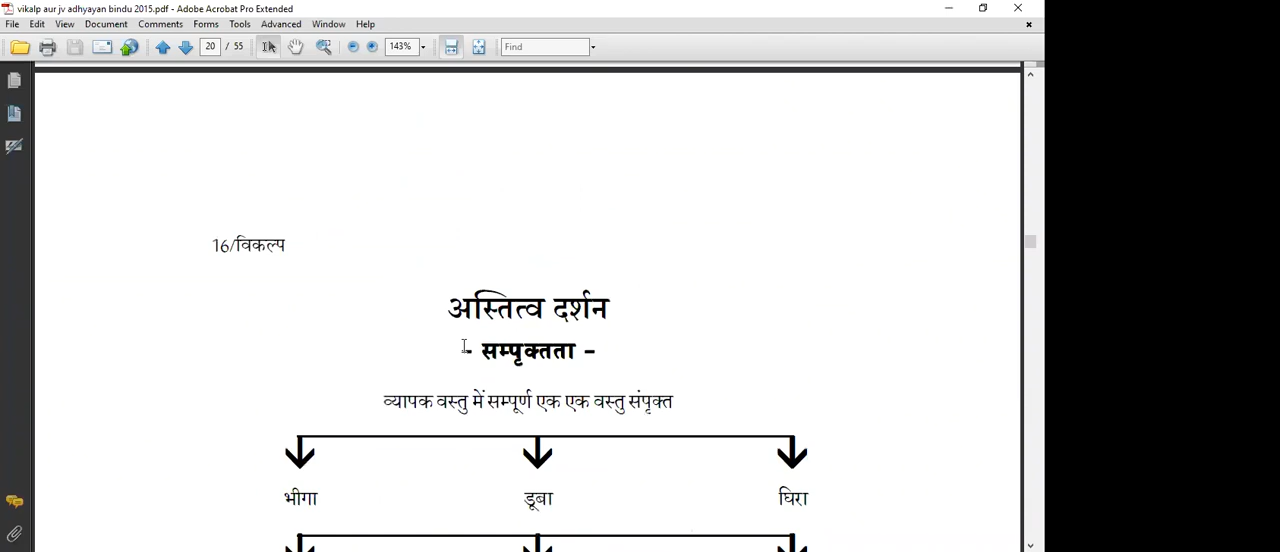 vikalp aur jv adhyayan bindu 2015.pdf - Adobe Acrobat Pro Extended
File Edit View Document Comments Forms Tools Advanced Window Help
20 / 55 143% Find
16/विकल्प
अस्तित्व दर्शन
- सम्पृक्तता -
व्यापक वस्तु में सम्पूर्ण एक एक वस्तु संपृक्त
भीगा डूबा घिरा